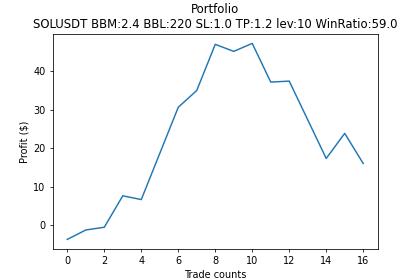 Portfolio
SOLUSDT BBM:2.4 BBL:220 SL:1.0 TP:1.2 lev:10 WinRatio:59.0
Profit ($)
40
30
20
10
0
0 2 4 6 8 10 12 14 16
Trade counts